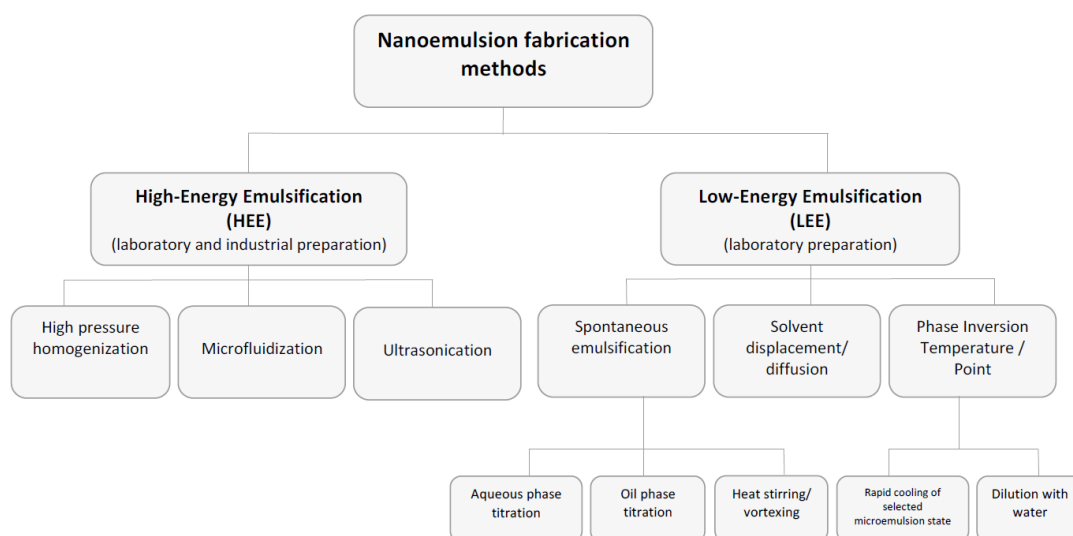 Nanoemulsion fabrication
methods
High-Energy Emulsification
(HEE)
(laboratory and industrial preparation)
Low-Energy Emulsification
(LEE)
(laboratory preparation)
High pressure
homogenization
Microfluidization
Ultrasonication
Spontaneous
emulsification
Solvent
displacement/
diffusion
Phase Inversion
Temperature /
Point
Aqueous phase
titration
Oil phase
titration
Heat stirring/
vortexing
Rapid cooling of
selected
microemulsion state
Dilution with
water